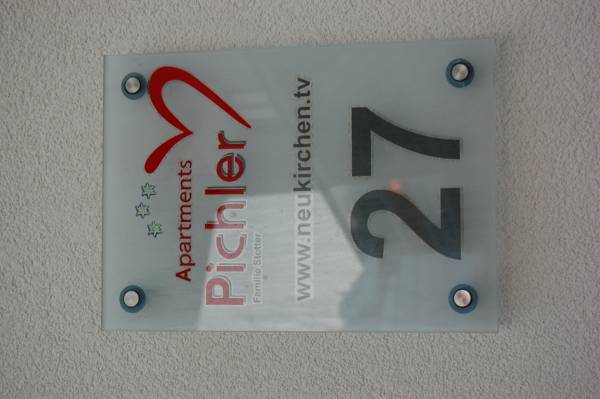 Apartments
Pichler
Familie Stotter
www.neukirchen.tv
27